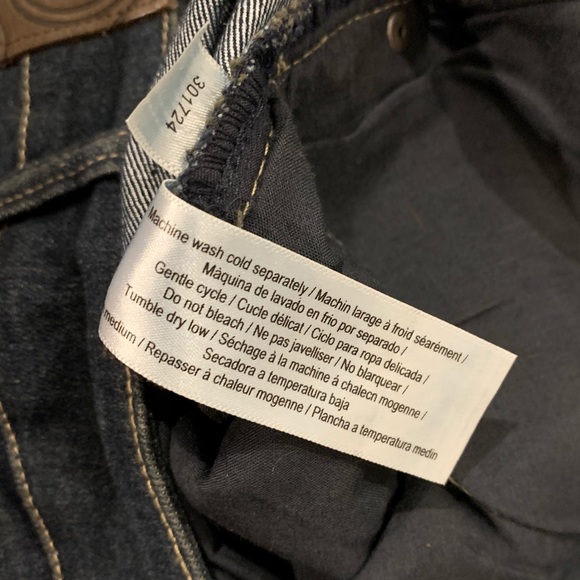 301724
Machine wash cold separately / Machin larage à froid séarément /
Máquina de lavado en frio por separado /
Gentle cycle / Cucle délicat / Ciclo para ropa delicada /
Do not bleach / Ne pas javelliser / No blarquear /
Tumble dry low / Séchage à la machine à chalecn mogenne /
Secadora a temperatura baja
medium / Repasser à chaleur mogenne / Plancha a temperatura medin